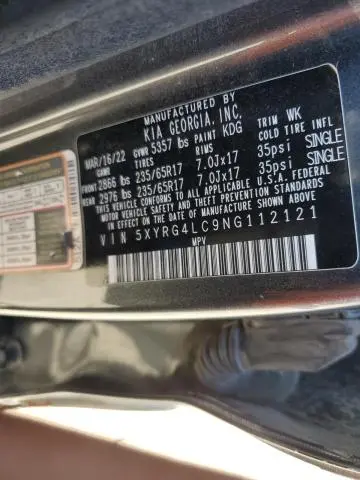 MANUFACTURED BY
KIA GEORGIA, INC.
MAR/16/22 GVWR 5357 lbs PAINT KDG TRIM WK
TIRES RIMS COLD TIRE INFL
FRONT 2866 lbs 235/65R17 7.0Jx17 35psi SINGLE
REAR 2976 lbs 235/65R17 7.0Jx17 35psi SINGLE
THIS VEHICLE CONFORMS TO ALL APPLICABLE U.S.A. FEDERAL
MOTOR VEHICLE SAFETY AND THEFT PREVENTION STANDARDS
IN EFFECT ON THE DATE OF MANUFACTURE SHOWN ABOVE
VIN 5XYRG4LC9NG112121
MPV